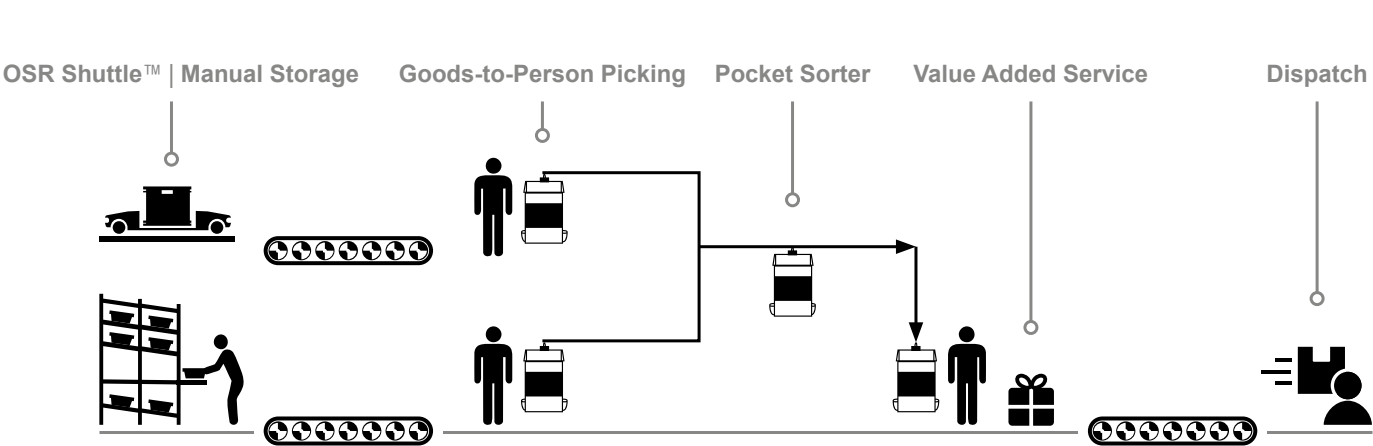 OSR Shuttle™ | Manual Storage
Goods-to-Person Picking
Pocket Sorter
Value Added Service
Dispatch